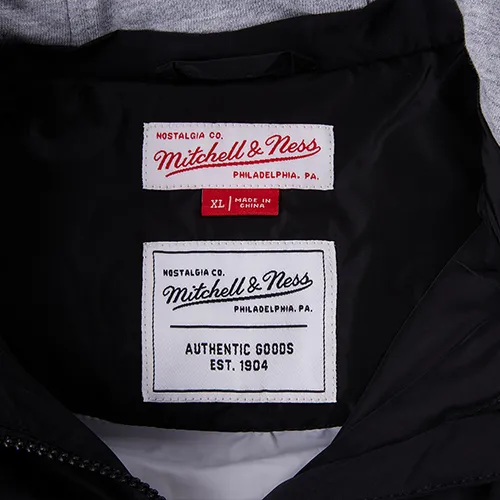 NOSTALGIA CO.
Mitchell & Ness
PHILADELPHIA, PA.
XL | MADE IN
CHINA
NOSTALGIA CO.
Mitchell & Ness
PHILADELPHIA, PA.
AUTHENTIC GOODS
EST. 1904